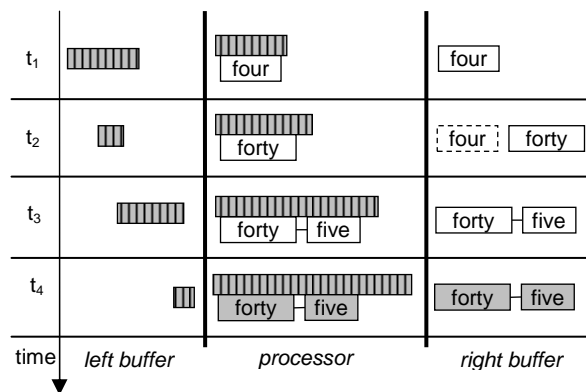 t1
four
four
t2
forty
four forty
t3
forty five
forty five
t4
forty five
forty five
time left buffer processor right buffer